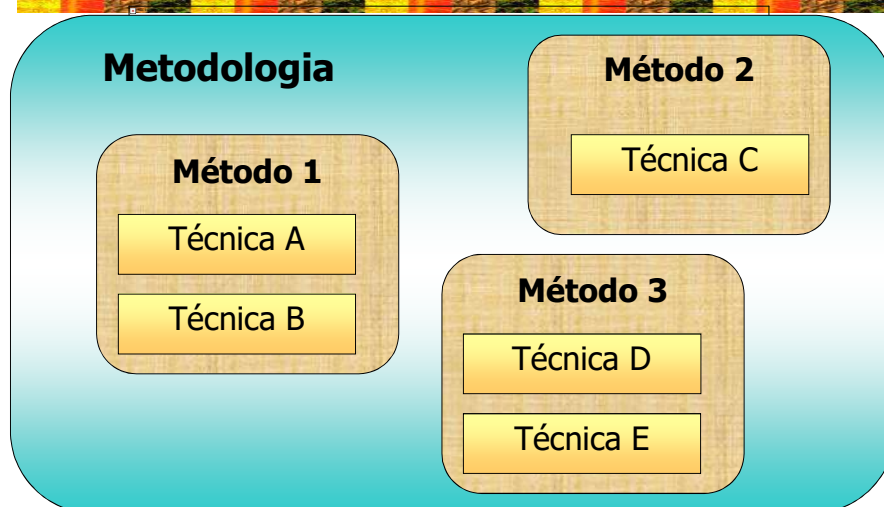 Metodologia
Método 1
Técnica A
Técnica B
Método 2
Técnica C
Método 3
Técnica D
Técnica E